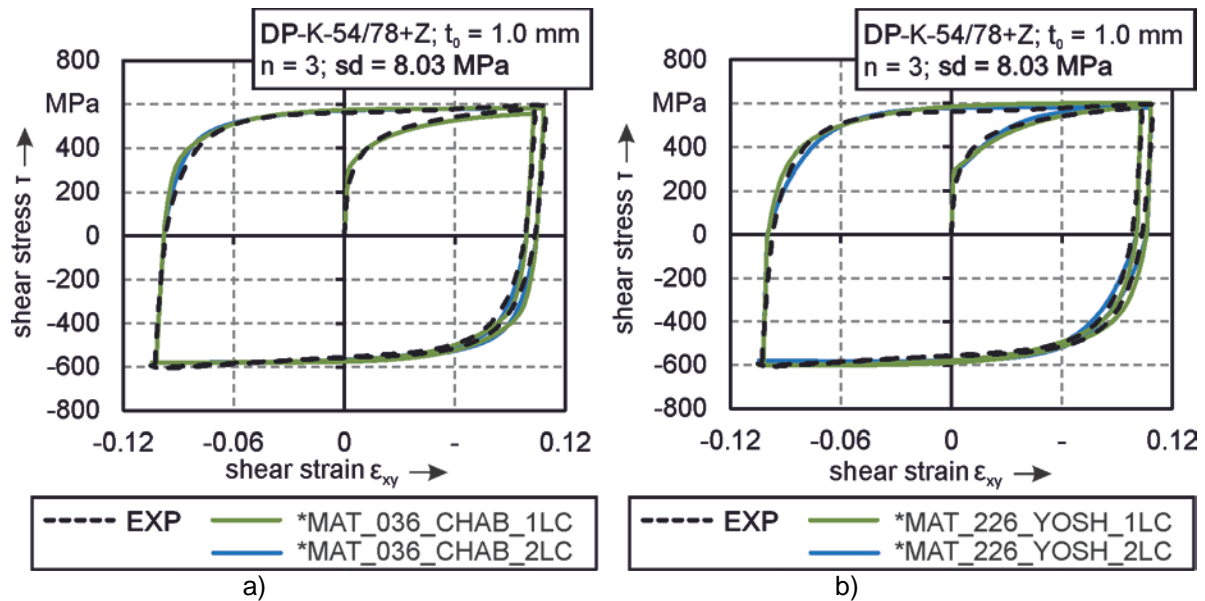 DP-K-54/78+Z; t₀ = 1.0 mm
n = 3; sd = 8.03 MPa
800
MPa
400
200
0
-200
-400
-600
-800
shear stress τ
-0.12 -0.06 0 - 0.12
shear strain εxy
EXP
*MAT_036_CHAB_1LC
*MAT_036_CHAB_2LC
a)
DP-K-54/78+Z; t₀ = 1.0 mm
n = 3; sd = 8.03 MPa
800
MPa
400
200
0
-200
-400
-600
-800
shear stress τ
-0.12 -0.06 0 - 0.12
shear strain εxy
EXP
*MAT_226_YOSH_1LC
*MAT_226_YOSH_2LC
b)